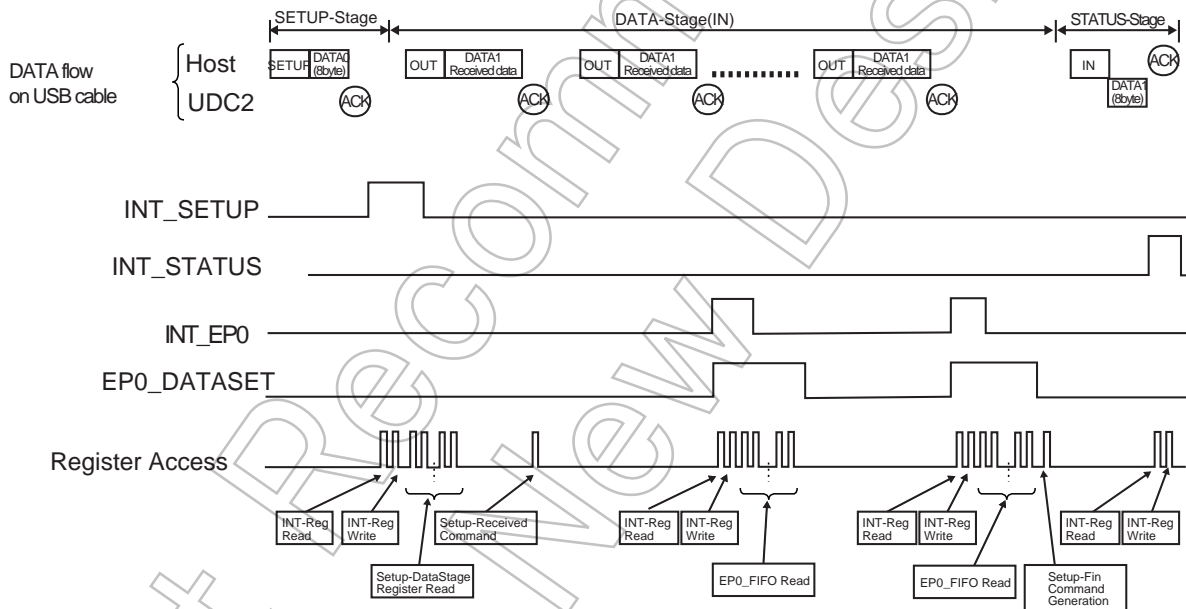 SETUP-Stage
DATA-Stage(IN)
STATUS-Stage
DATA flow
on USB cable
Host
UDC2
SETUP
DATA0
(8byte)
ACK
OUT
DATA1
Received data
ACK
OUT
DATA1
Received data
ACK
OUT
DATA1
Received data
ACK
IN
DATA1
(8byte)
ACK
INT_SETUP
INT_STATUS
INT_EP0
EP0_DATASET
Register Access
INT-Reg
Read
INT-Reg
Write
Setup-DataStage
Register Read
Setup-Received
Command
INT-Reg
Read
INT-Reg
Write
EP0_FIFO Read
INT-Reg
Read
INT-Reg
Write
EP0_FIFO Read
Setup-Fin
Command
Generation
INT-Reg
Read
INT-Reg
Write